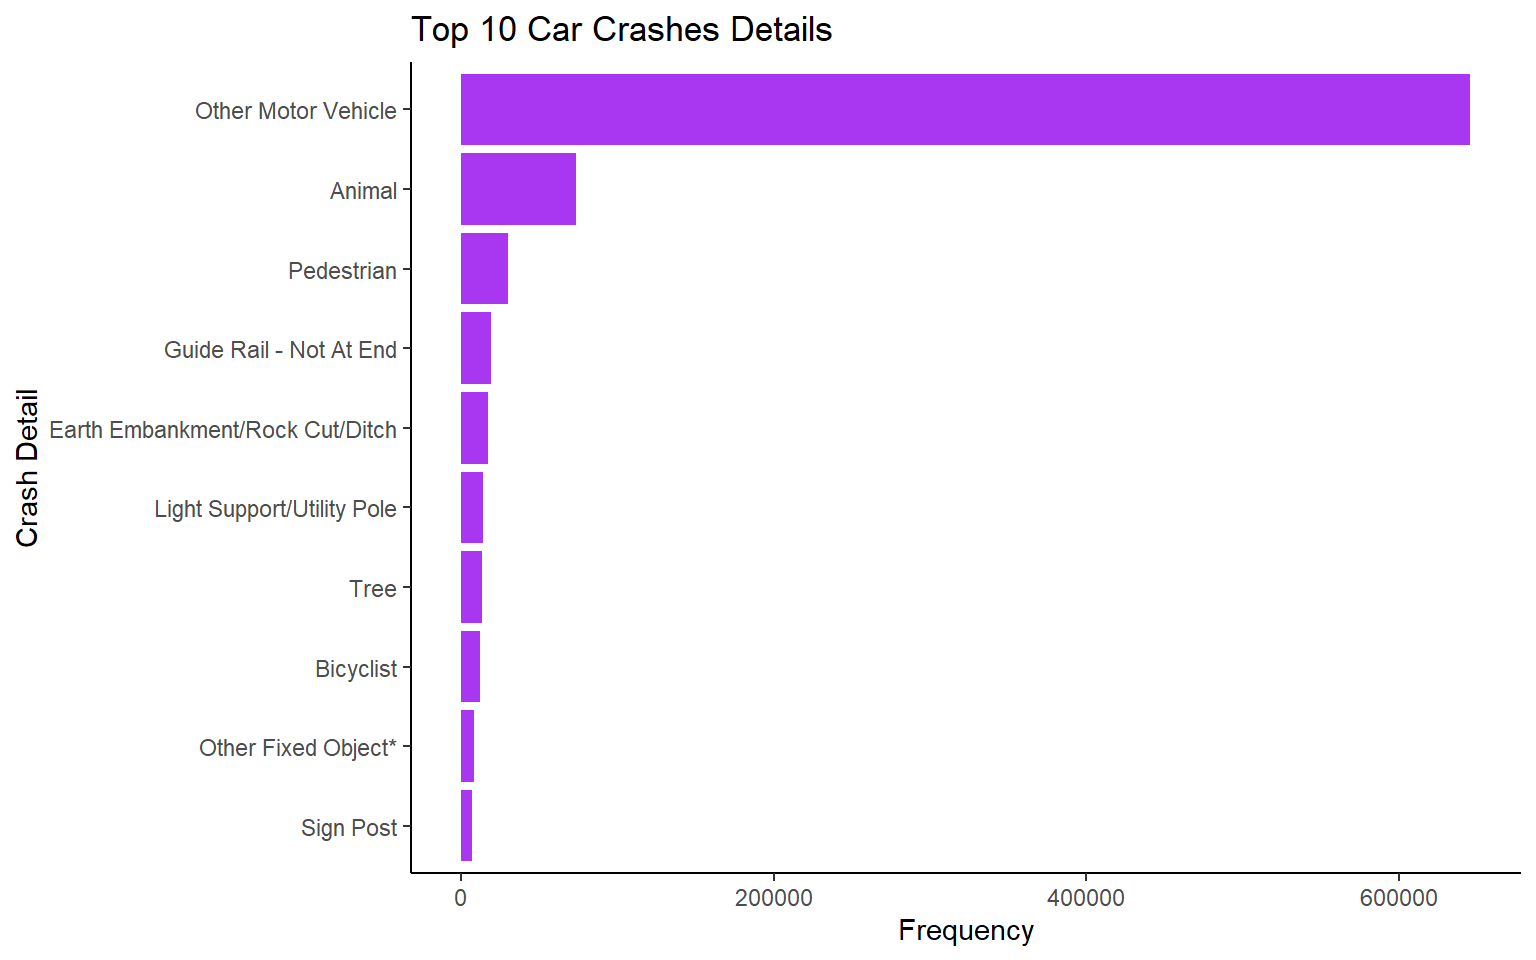 Top 10 Car Crashes Details
Crash Detail
Other Motor Vehicle
Animal
Pedestrian
Guide Rail - Not At End
Earth Embankment/Rock Cut/Ditch
Light Support/Utility Pole
Tree
Bicyclist
Other Fixed Object*
Sign Post
0 200000 400000 600000
Frequency